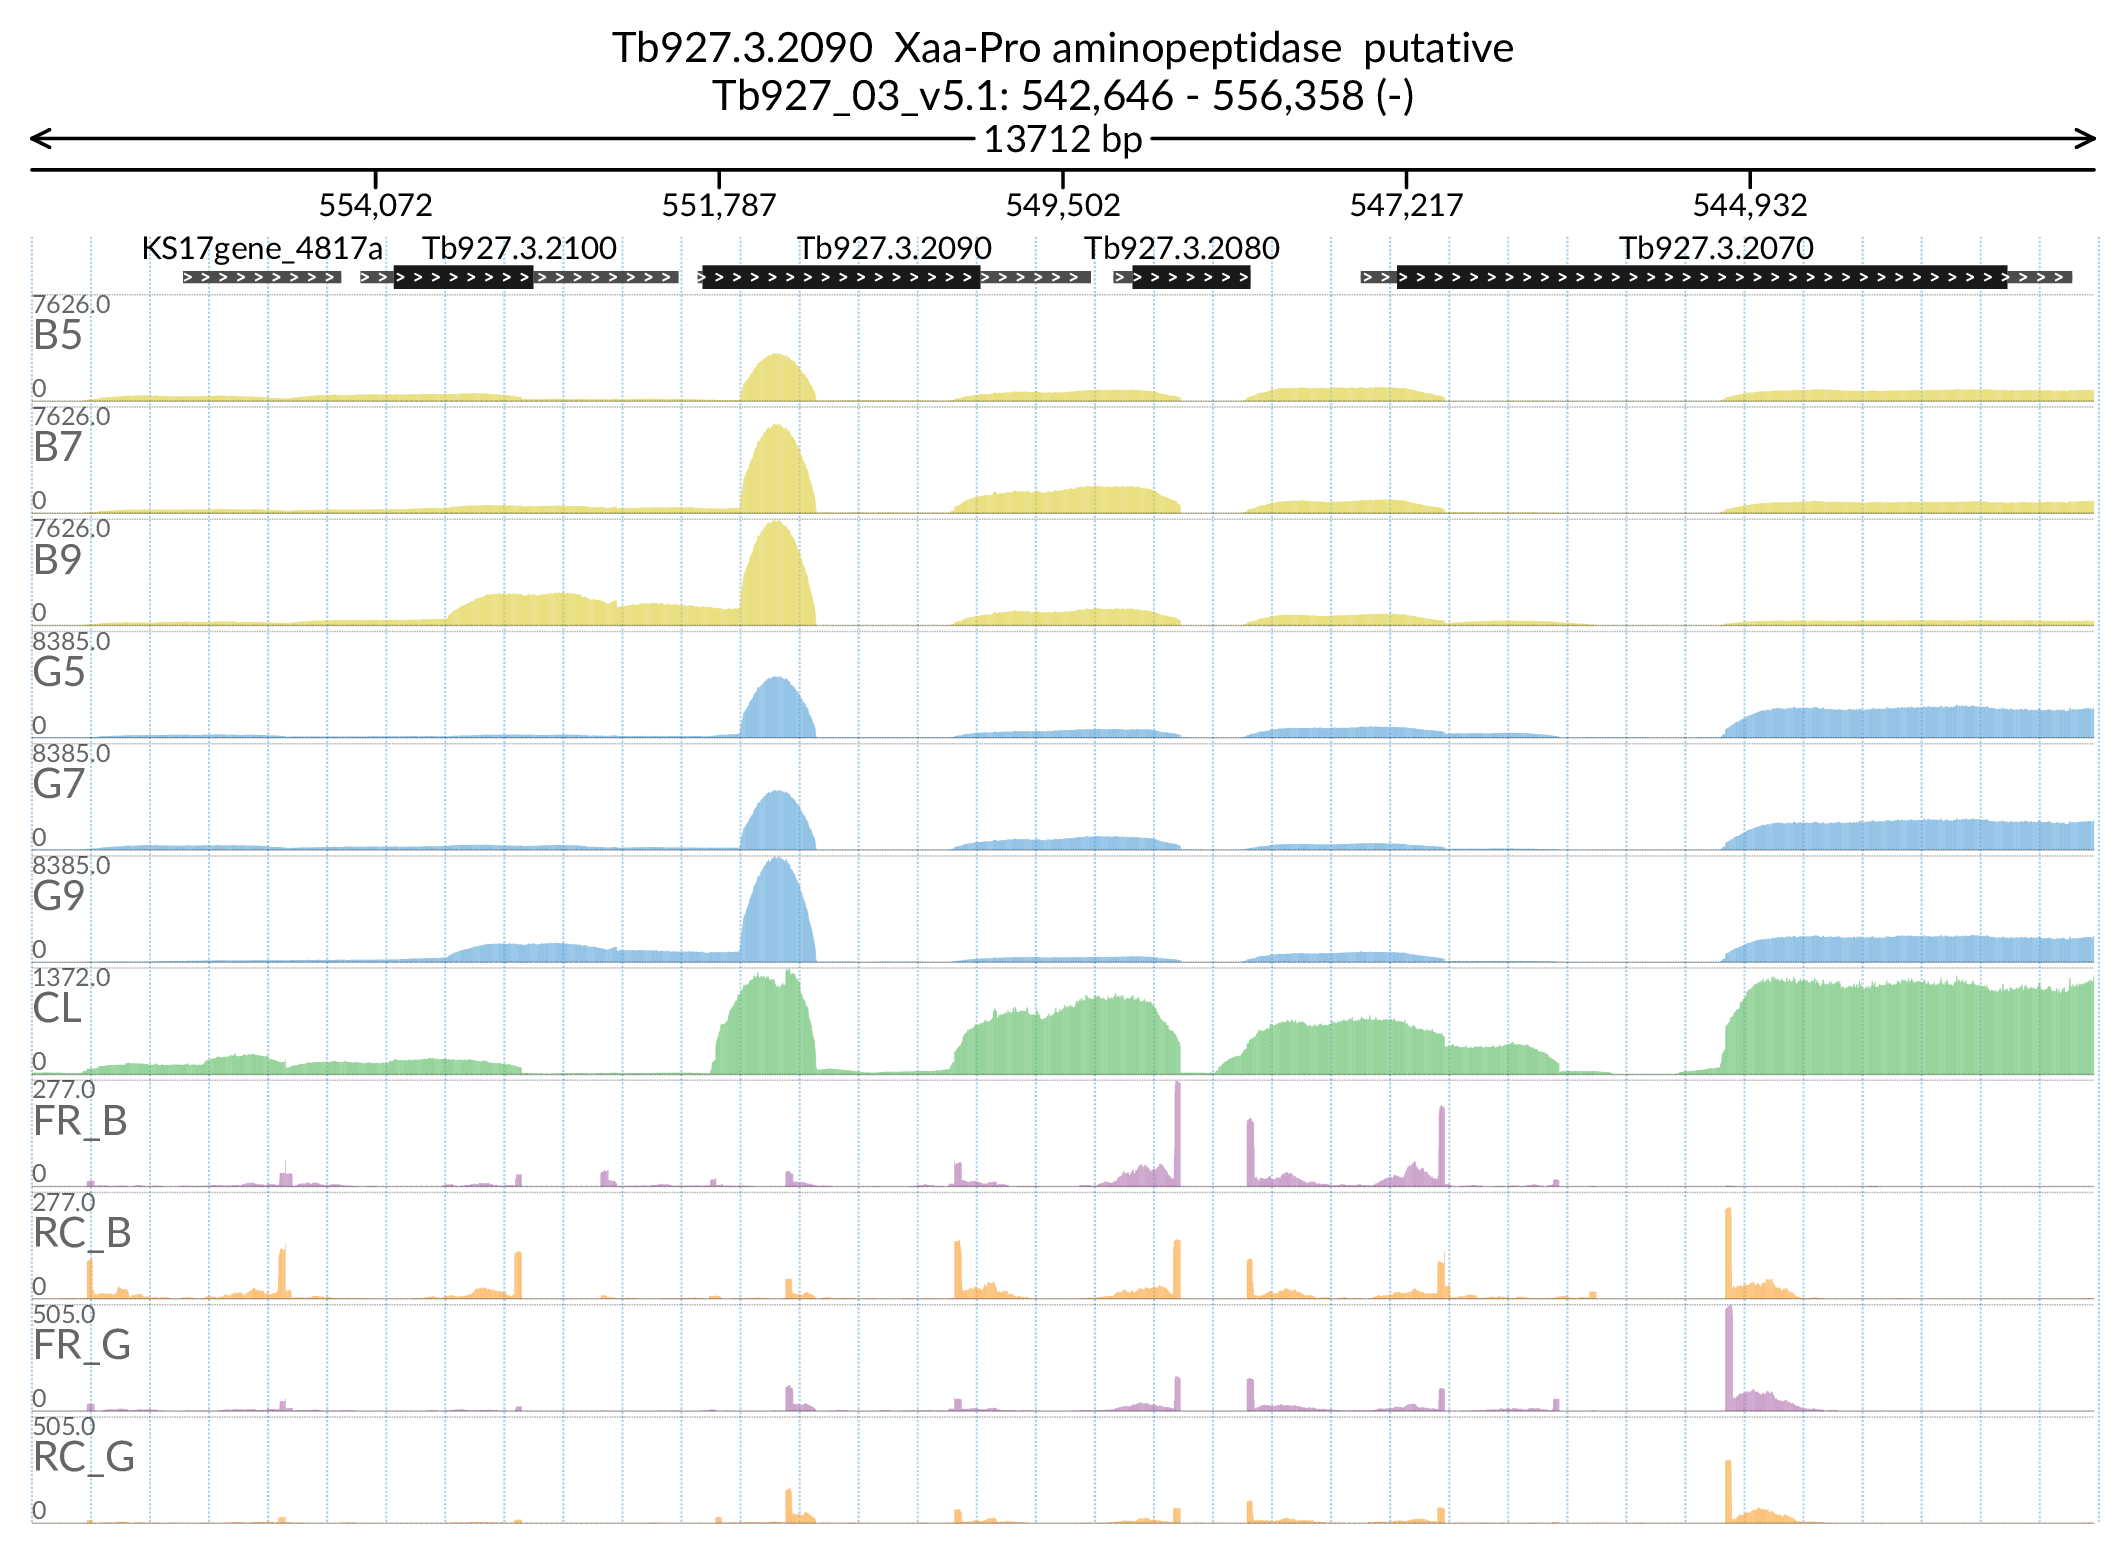 Tb927.3.2090  Xaa-Pro aminopeptidase  putative
Tb927_03_v5.1: 542,646 - 556,358 (-)
13712 bp
554,072 551,787 549,502 547,217 544,932
KS17gene_4817a Tb927.3.2100 Tb927.3.2090 Tb927.3.2080 Tb927.3.2070
7626.0
B5
0
7626.0
B7
0
7626.0
B9
0
8385.0
G5
0
8385.0
G7
0
8385.0
G9
0
1372.0
CL
0
277.0
FR_B
0
277.0
RC_B
0
505.0
FR_G
0
505.0
RC_G
0